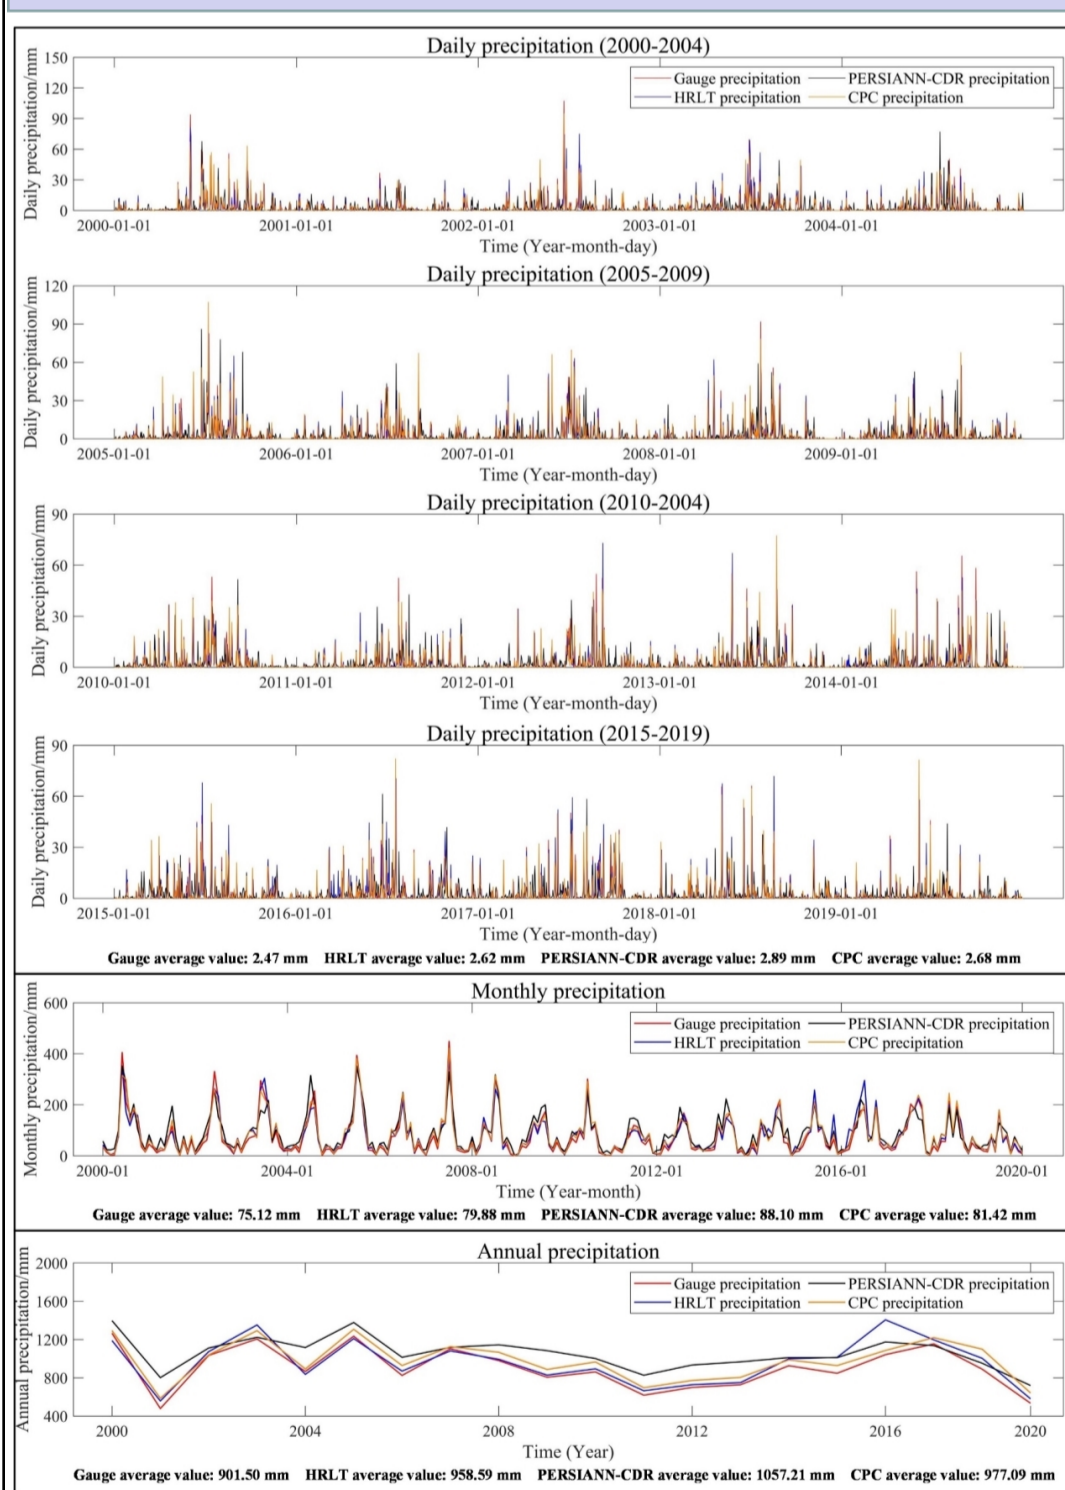 Daily precipitation (2000-2004)
Daily precipitation/mm
150
120
90
60
30
0
Gauge precipitation PERSIANN-CDR precipitation
HRLT precipitation CPC precipitation
2000-01-01 2001-01-01 2002-01-01 2003-01-01 2004-01-01
Time (Year-month-day)
Daily precipitation (2005-2009)
Daily precipitation/mm
120
90
60
30
0
2005-01-01 2006-01-01 2007-01-01 2008-01-01 2009-01-01
Time (Year-month-day)
Daily precipitation (2010-2004)
Daily precipitation/mm
90
60
30
0
2010-01-01 2011-01-01 2012-01-01 2013-01-01 2014-01-01
Time (Year-month-day)
Daily precipitation (2015-2019)
Daily precipitation/mm
90
60
30
0
2015-01-01 2016-01-01 2017-01-01 2018-01-01 2019-01-01
Time (Year-month-day)
Gauge average value: 2.47 mm HRLT average value: 2.62 mm PERSIANN-CDR average value: 2.89 mm CPC average value: 2.68 mm
Monthly precipitation
Monthly precipitation/mm
600
400
200
0
Gauge precipitation PERSIANN-CDR precipitation
HRLT precipitation CPC precipitation
2000-01 2004-01 2008-01 2012-01 2016-01 2020-01
Time (Year-month)
Gauge average value: 75.12 mm HRLT average value: 79.88 mm PERSIANN-CDR average value: 88.10 mm CPC average value: 81.42 mm
Annual precipitation
Annual precipitation/mm
2000
1600
1200
800
400
Gauge precipitation PERSIANN-CDR precipitation
HRLT precipitation CPC precipitation
2000 2004 2008 2012 2016 2020
Time (Year)
Gauge average value: 901.50 mm HRLT average value: 958.59 mm PERSIANN-CDR average value: 1057.21 mm CPC average value: 977.09 mm